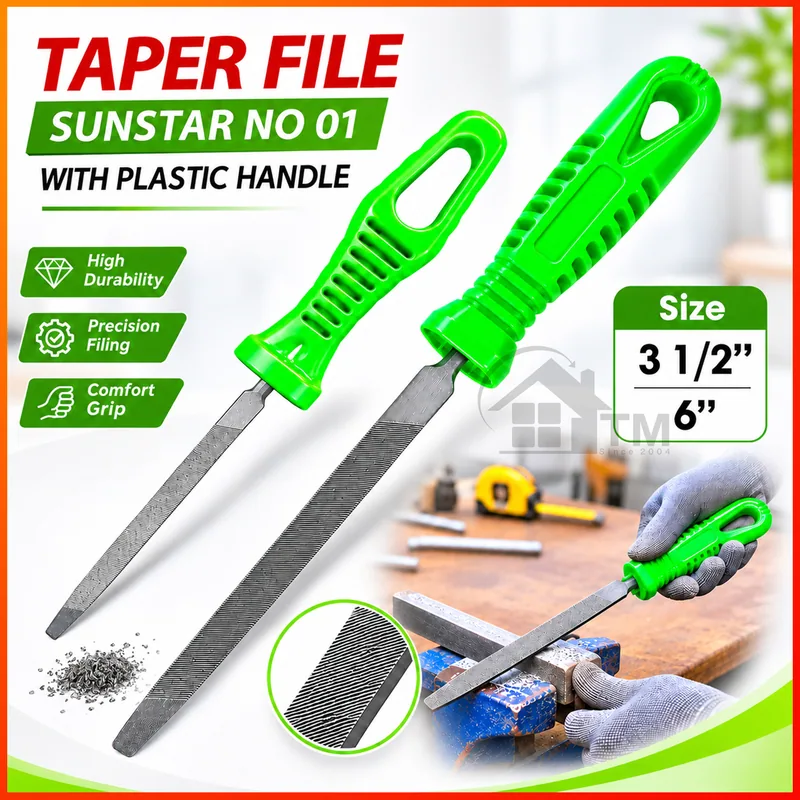 TAPER FILE
SUNSTAR NO 01
WITH PLASTIC HANDLE
High
Durability
Precision
Filing
Comfort
Grip
Size
3 1/2”
6”
TM
Since 2004